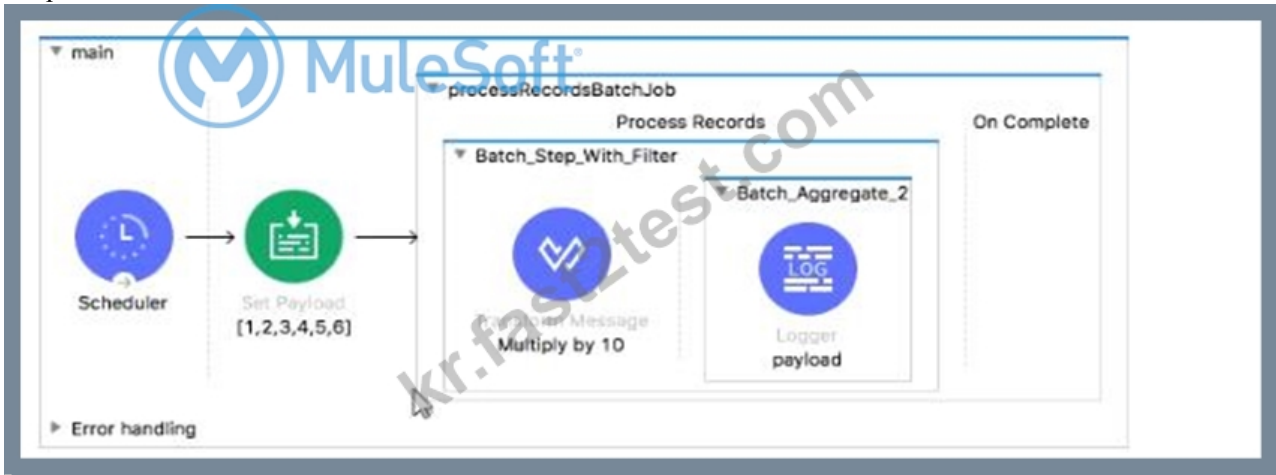 main
MuleSoft
processRecordsBatchJob
Process Records
On Complete
Batch_Step_With_Filter
Batch_Aggregate_2
LOG
Scheduler
Set Payload
[1,2,3,4,5,6]
Transform Message
Multiply by 10
Logger
payload
Error handling
kr.fast2test.com